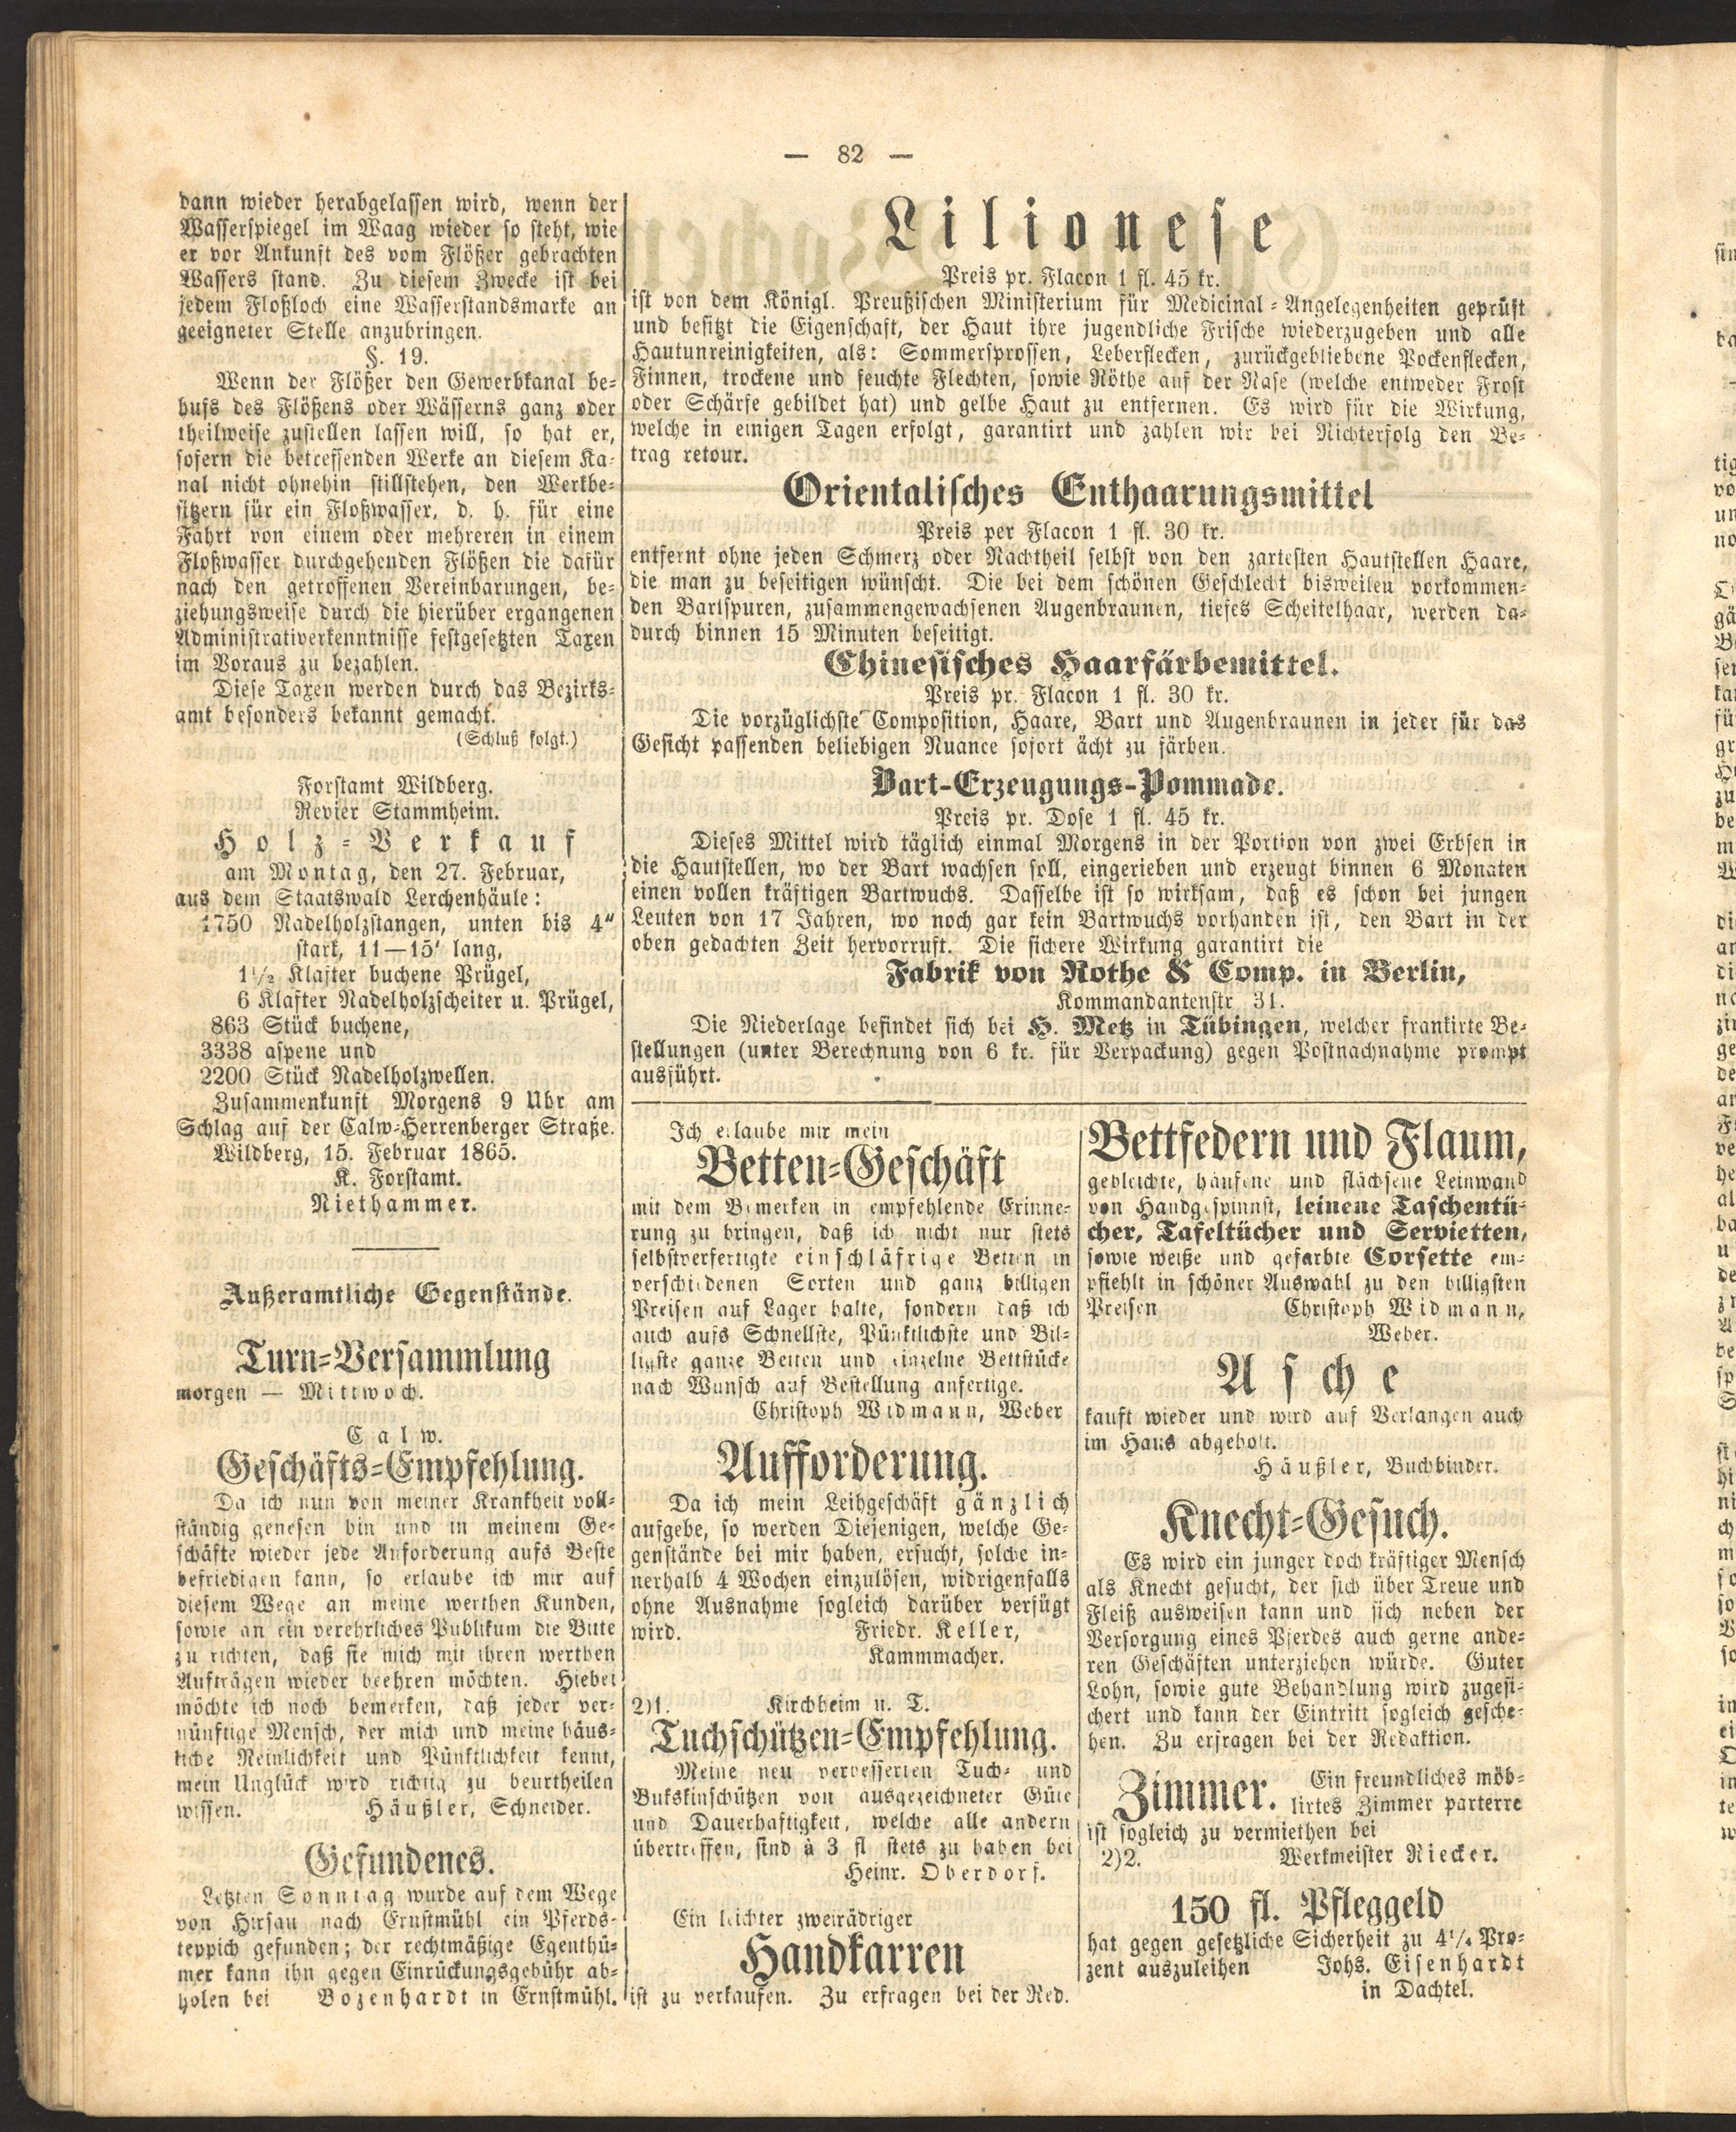 — 82 —
dann wieder herabgelassen wird, wenn der
Wasserspiegel im Waag wieder so steht, wie
er vor Ankunft des vom Flößer gebrachten
Wassers stand. Zu diesem Zwecke ist bei
jedem Floßloch eine Wasserstandsmarke an
geeigneter Stelle anzubringen.
§. 19.
Wenn der Flößer den Gewerbkanal be-
hufs des Flößens oder Wässerns ganz oder
theilweise zustellen lassen will, so hat er,
sofern die betreffenden Werke an diesem Ka-
nal nicht ohnehin stillstehen, den Werkbe-
sitzern für ein Floßwasser, d. h. für eine
Fahrt von einem oder mehreren in einem
Floßwasser durchgehenden Flößen die dafür
nach den getroffenen Vereinbarungen, be-
ziehungsweise durch die hierüber ergangenen
Administrativerkenntnisse festgesetzten Taxen
im Voraus zu bezahlen.
Diese Taxen werden durch das Bezirks-
amt besonders bekannt gemacht.
(Schluß folgt.)
Forstamt Wildberg.
Revier Stammheim.
Holz-Verkauf
am Montag, den 27. Februar,
aus dem Staatswald Lerchenhäule:
1750 Nadelholzstangen, unten bis 4"
stark, 11—15' lang,
1½ Klafter buchene Prügel,
6 Klafter Nadelholzscheiter u. Prügel,
863 Stück buchene,
3338 aspene und
2200 Stück Nadelholzwellen.
Zusammenkunft Morgens 9 Uhr am
Schlag auf der Calw-Herrenberger Straße.
Wildberg, 15. Februar 1865.
K. Forstamt.
Niethammer.
Außeramtliche Gegenstände.
Turn-Versammlung
morgen — Mittwoch.
Calw.
Geschäfts-Empfehlung.
Da ich nun von meiner Krankheit voll-
ständig genesen bin und in meinem Ge-
schäfte wieder jede Anforderung aufs Beste
befriedigen kann, so erlaube ich mir auf
diesem Wege an meine werthen Kunden,
sowie an ein verehrliches Publikum die Bitte
zu richten, daß sie mich mit ihren werthen
Aufträgen wieder beehren möchten. Hiebei
möchte ich noch bemerken, daß jeder ver-
nünftige Mensch, der mich und meine häus-
liche Reinlichkeit und Pünktlichkeit kennt,
mein Unglück wird richtig zu beurtheilen
wissen. Häußler, Schneider.
Gefundenes.
Letzten Sonntag wurde auf dem Wege
von Hirsau nach Ernstmühl ein Pferds-
teppich gefunden; der rechtmäßige Egenthü-
mer kann ihn gegen Einrückungsgebühr ab-
holen bei Bozenhardt in Ernstmühl.
Lilionese
Preis pr. Flacon 1 fl. 45 kr.
ist von dem Königl. Preußischen Ministerium für Medicinal-Angelegenheiten geprüft
und besitzt die Eigenschaft, der Haut ihre jugendliche Frische wiederzugeben und alle
Hautunreinigkeiten, als: Sommersprossen, Leberflecken, zurückgebliebene Pockenflecken,
Finnen, trockene und feuchte Flechten, sowie Röthe auf der Nase (welche entweder Frost
oder Schärfe gebildet hat) und gelbe Haut zu entfernen. Es wird für die Wirkung,
welche in einigen Tagen erfolgt, garantirt und zahlen wir bei Nichterfolg den Be-
trag retour.
Orientalisches Enthaarungsmittel
Preis per Flacon 1 fl. 30 kr.
entfernt ohne jeden Schmerz oder Nachtheil selbst von den zartesten Hautstellen Haare,
die man zu beseitigen wünscht. Die bei dem schönen Geschlecht bisweilen vorkommen-
den Bartspuren, zusammengewachsenen Augenbraunen, tiefes Scheitelhaar, werden da-
durch binnen 15 Minuten beseitigt.
Chinesisches Haarfärbemittel.
Preis pr. Flacon 1 fl. 30 kr.
Die vorzüglichste Composition, Haare, Bart und Augenbraunen in jeder für das
Gesicht passenden beliebigen Nuance sofort ächt zu färben.
Bart-Erzeugungs-Pommade.
Preis pr. Dose 1 fl. 45 kr.
Dieses Mittel wird täglich einmal Morgens in der Portion von zwei Erbsen in
die Hautstellen, wo der Bart wachsen soll, eingerieben und erzeugt binnen 6 Monaten
einen vollen kräftigen Bartwuchs. Dasselbe ist so wirksam, daß es schon bei jungen
Leuten von 17 Jahren, wo noch gar kein Bartwuchs vorhanden ist, den Bart in der
oben gedachten Zeit hervorruft. Die sichere Wirkung garantirt die
Fabrik von Rothe & Comp. in Berlin,
Kommandantenstr 31.
Die Niederlage befindet sich bei H. Metz in Tübingen, welcher frankirte Be-
stellungen (unter Berechnung von 6 kr. für Verpackung) gegen Postnachnahme prompt
ausführt.
Ich erlaube mir mein
Betten-Geschäft
mit dem Bemerken in empfehlende Erinne-
rung zu bringen, daß ich nicht nur stets
selbstverfertigte einschläfrige Betten in
verschiedenen Sorten und ganz billigen
Preisen auf Lager halte, sondern daß ich
auch aufs Schnellste, Pünktlichste und Bil-
ligste ganze Betten und einzelne Bettstücke
nach Wunsch auf Bestellung anfertige.
Christoph Widmann, Weber
Aufforderung.
Da ich mein Leihgeschäft gänzlich
aufgebe, so werden Diejenigen, welche Ge-
genstände bei mir haben, ersucht, solche in-
nerhalb 4 Wochen einzulösen, widrigenfalls
ohne Ausnahme sogleich darüber verfügt
wird. Friedr. Keller,
Kammmacher.
2)1. Kirchheim u. T.
Tuchschützen-Empfehlung.
Meine neu verbesserten Tuch- und
Bukskinschützen von ausgezeichneter Güte
und Dauerhaftigkeit, welche alle andern
übertreffen, sind à 3 fl stets zu haben bei
Heinr. Oberdorf.
Ein leichter zweirädriger
Handkarren
ist zu verkaufen. Zu erfragen bei der Red.
Bettfedern und Flaum,
gebleichte, häufene und flächsene Leinwand
von Handgespinnst, leinene Taschentü-
cher, Tafeltücher und Servietten,
sowie weiße und gefarbte Corsette em-
pfiehlt in schöner Auswahl zu den billigsten
Preisen Christoph Widmann,
Weber.
Asche
kauft wieder und wird auf Verlangen auch
im Haus abgeholt.
Häußler, Buchbinder.
Knecht-Gesuch.
Es wird ein junger doch kräftiger Mensch
als Knecht gesucht, der sich über Treue und
Fleiß ausweisen kann und sich neben der
Versorgung eines Pferdes auch gerne ande-
ren Geschäften unterziehen würde. Guter
Lohn, sowie gute Behandlung wird zugesi-
chert und kann der Eintritt sogleich gesche-
hen. Zu erfragen bei der Redaktion.
Zimmer. Ein freundliches möb-
lirtes Zimmer parterre
ist sogleich zu vermiethen bei
2)2. Werkmeister Riecker.
150 fl. Pfleggeld
hat gegen gesetzliche Sicherheit zu 4¼ Pro-
zent auszuleihen Johs. Eisenhardt
in Dachtel.